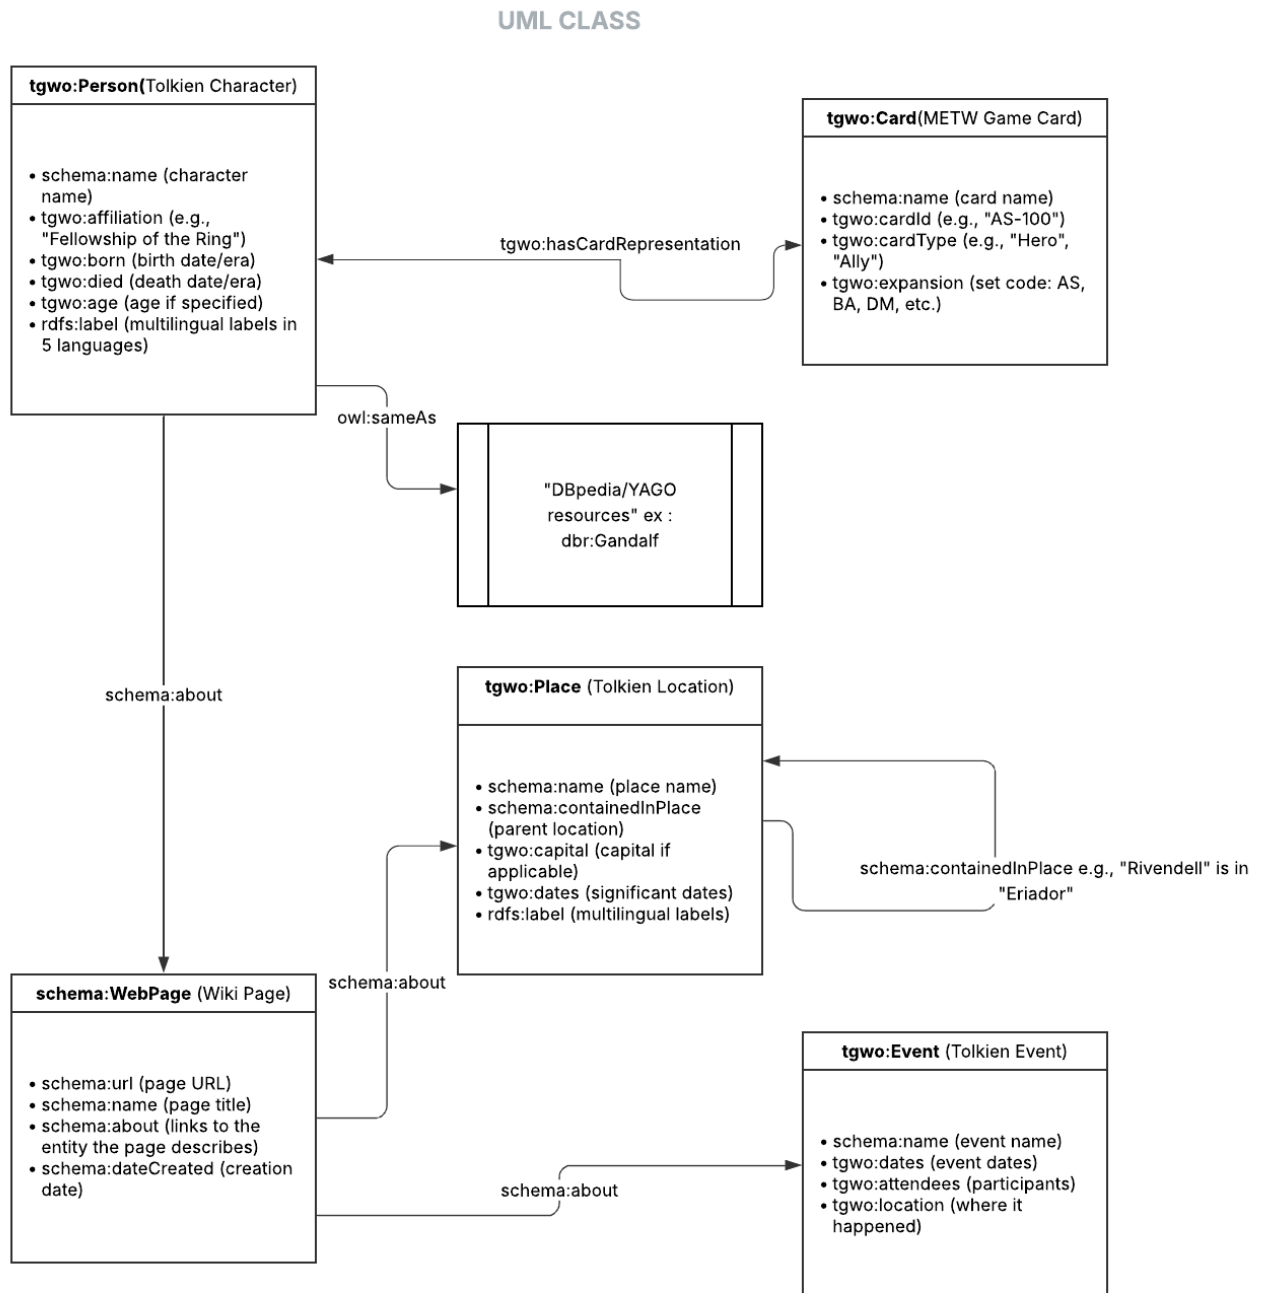 UML CLASS
tgwo:Person(Tolkien Character)
• schema:name (character
name)
• tgwo:affiliation (e.g.,
"Fellowship of the Ring")
• tgwo:born (birth date/era)
• tgwo:died (death date/era)
• tgwo:age (age if specified)
• rdfs:label (multilingual labels in
5 languages)
tgwo:Card(METW Game Card)
• schema:name (card name)
• tgwo:cardId (e.g., "AS-100")
• tgwo:cardType (e.g., "Hero",
"Ally")
• tgwo:expansion (set code: AS,
BA, DM, etc.)
tgwo:hasCardRepresentation
owl:sameAs
"DBpedia/YAGO
resources" ex :
dbr:Gandalf
schema:about
tgwo:Place (Tolkien Location)
• schema:name (place name)
• schema:containedInPlace
(parent location)
• tgwo:capital (capital if
applicable)
• tgwo:dates (significant dates)
• rdfs:label (multilingual labels)
schema:containedInPlace e.g., "Rivendell" is in
"Eriador"
schema:about
schema:WebPage (Wiki Page)
• schema:url (page URL)
• schema:name (page title)
• schema:about (links to the
entity the page describes)
• schema:dateCreated (creation
date)
schema:about
tgwo:Event (Tolkien Event)
• schema:name (event name)
• tgwo:dates (event dates)
• tgwo:attendees (participants)
• tgwo:location (where it
happened)